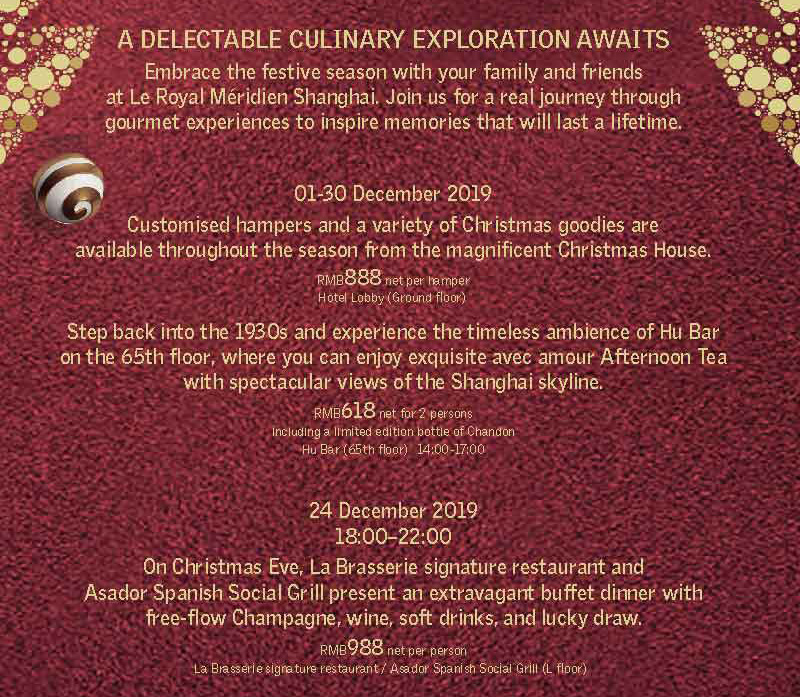 A DELECTABLE CULINARY EXPLORATION AWAITS
Embrace the festive season with your family and friends
at Le Royal Méridien Shanghai. Join us for a real journey through
gourmet experiences to inspire memories that will last a lifetime.
01-30 December 2019
Customised hampers and a variety of Christmas goodies are
available throughout the season from the magnificent Christmas House.
RMB888 net per hamper
Hotel Lobby (Ground floor)
Step back into the 1930s and experience the timeless ambience of Hu Bar
on the 65th floor, where you can enjoy exquisite avec amour Afternoon Tea
with spectacular views of the Shanghai skyline.
RMB618 net for 2 persons
Including a limited edition bottle of Chandon
Hu Bar (65th floor) 14:00-17:00
24 December 2019
18:00–22:00
On Christmas Eve, La Brasserie signature restaurant and
Asador Spanish Social Grill present an extravagant buffet dinner with
free-flow Champagne, wine, soft drinks, and lucky draw.
RMB988 net per person
La Brasserie signature restaurant / Asador Spanish Social Grill (L floor)